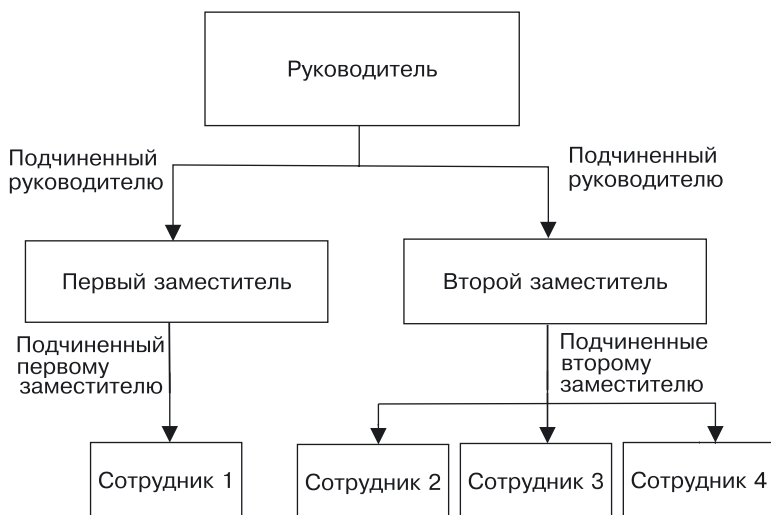 Руководитель
Подчиненный
руководителю
Подчиненный
руководителю
Первый заместитель
Второй заместитель
Подчиненный
первому
заместителю
Подчиненные
второму
заместителю
Сотрудник 1
Сотрудник 2
Сотрудник 3
Сотрудник 4